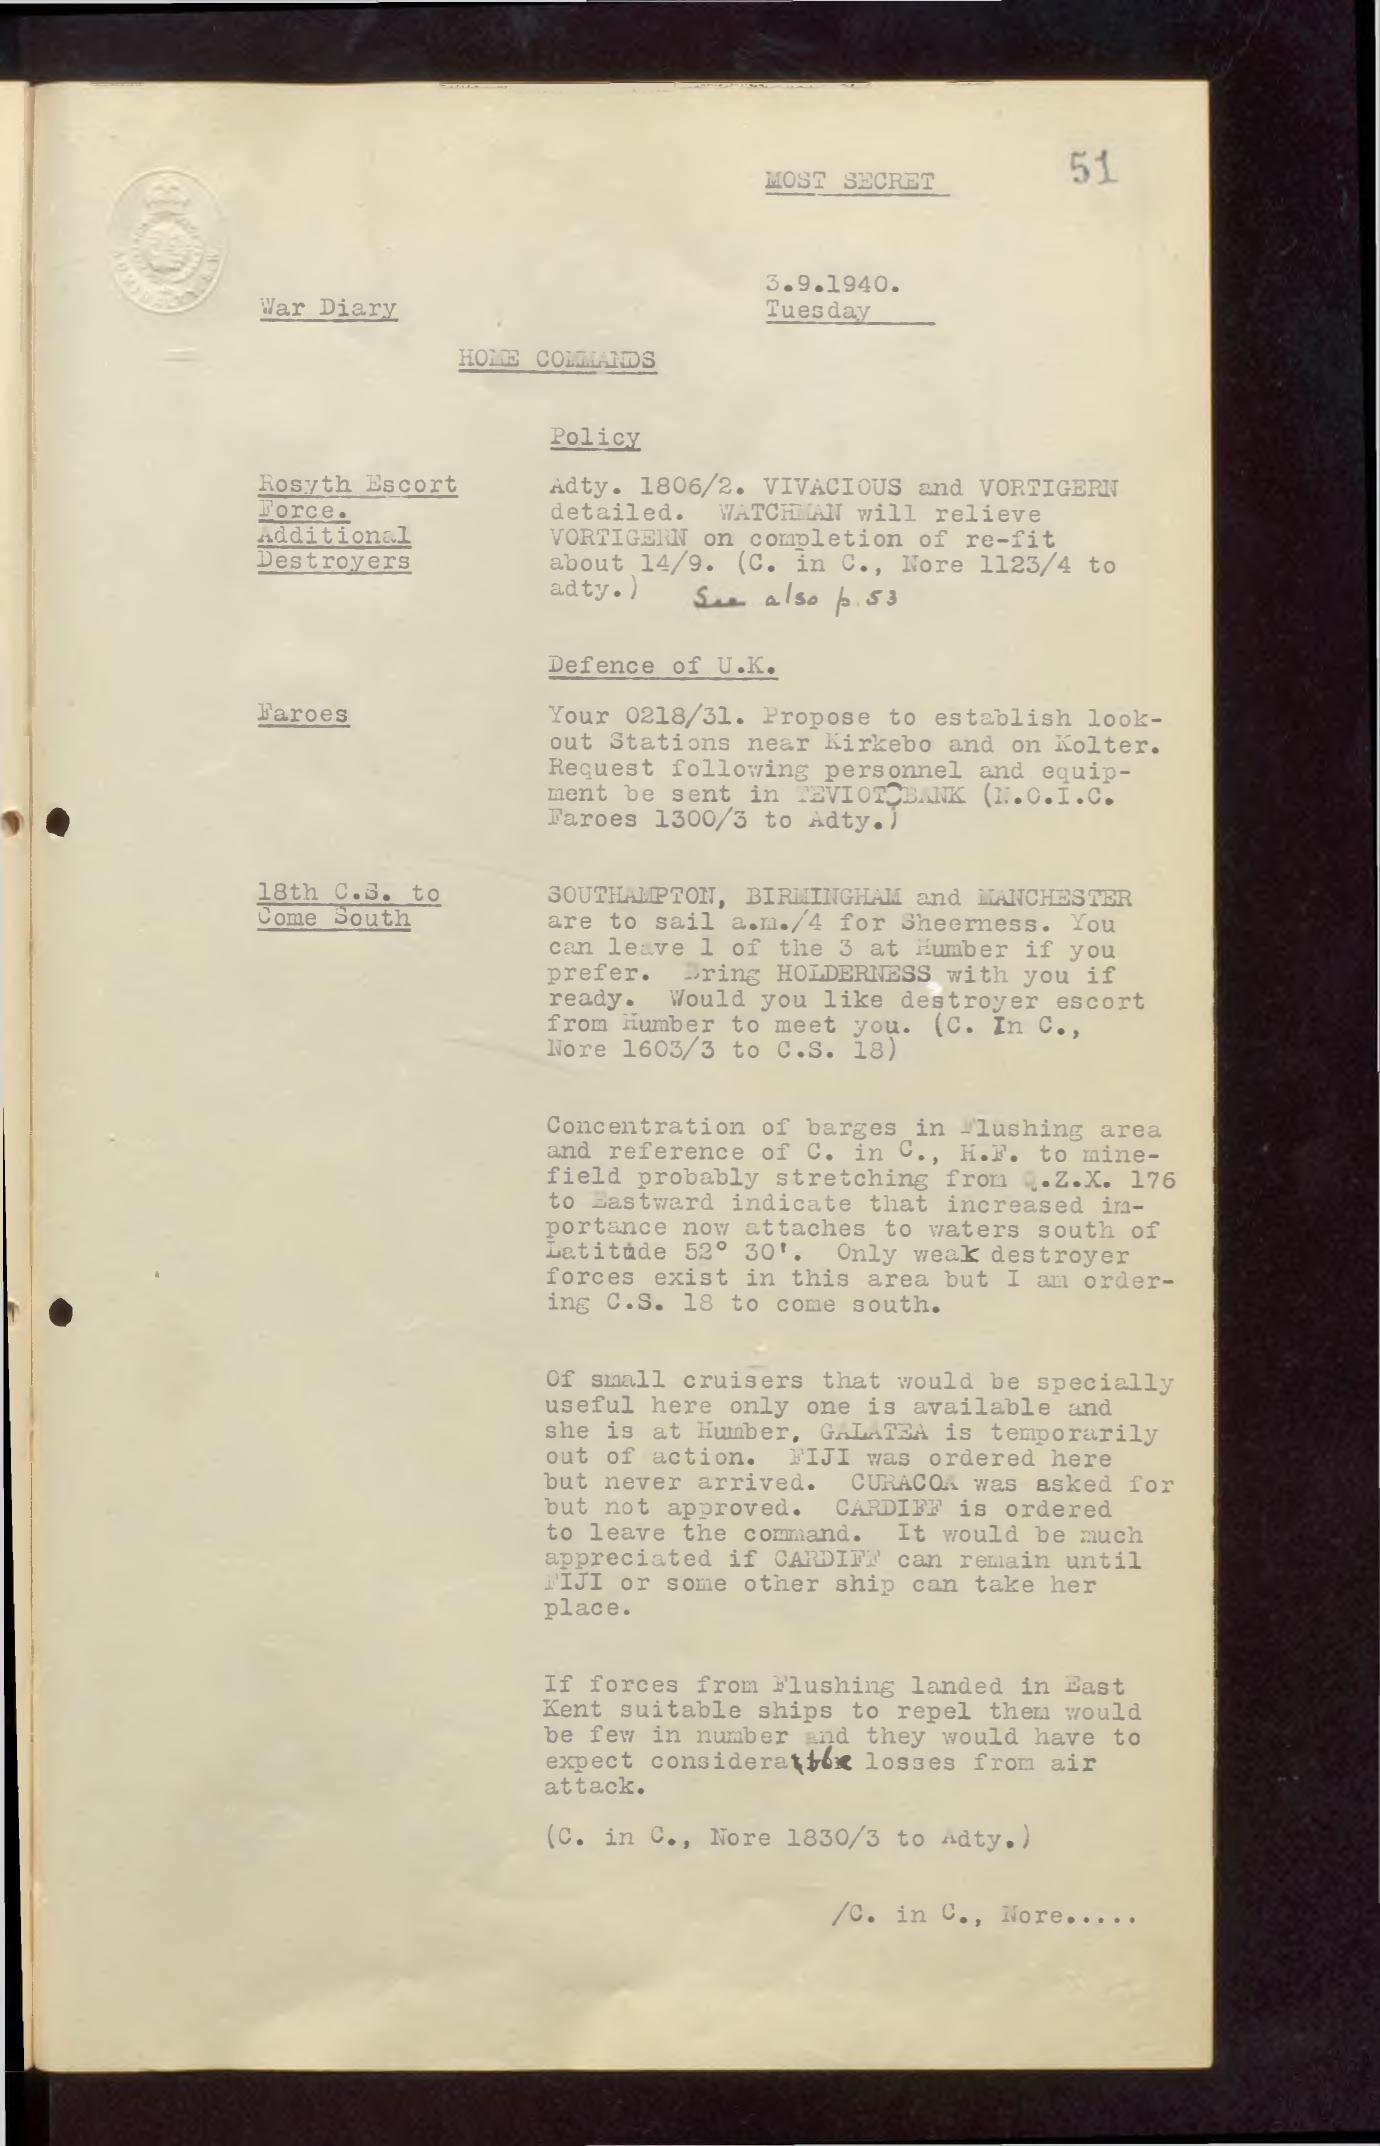 51
MOST SECRET
3.9.1940.
War Diary
Tuesday
HOME COMMANDS
Policy
Rosyth Escort
Force.
Additional
Destroyers
Adty. 1806/2. VIVACIOUS and VORTIGERN
detailed. WATCHMAN will relieve
VORTIGERN on completion of re-fit
about 14/9. (C. in C., Nore 1123/4 to
adty.) See also p. 53
Defence of U.K.
Faroes
Your 0218/31. Propose to establish look-
out Stations near Kirkebo and on Kolter.
Request following personnel and equip-
ment be sent in TEVIOTBANK (N.O.I.C.
Faroes 1300/3 to Adty.)
18th C.S. to
Come South
SOUTHAMPTON, BIRMINGHAM and MANCHESTER
are to sail a.m./4 for Sheerness. You
can leave 1 of the 3 at Humber if you
prefer. Bring HOLDERNESS with you if
ready. Would you like destroyer escort
from Humber to meet you. (C. In C.,
Nore 1603/3 to C.S. 18)
Concentration of barges in Flushing area
and reference of C. in C., H.F. to mine-
field probably stretching from Q.Z.X. 176
to Eastward indicate that increased im-
portance now attaches to waters south of
Latitude 52° 30'. Only weak destroyer
forces exist in this area but I am order-
ing C.S. 18 to come south.
Of small cruisers that would be specially
useful here only one is available and
she is at Humber. GALATEA is temporarily
out of action. FIJI was ordered here
but never arrived. CURACOA was asked for
but not approved. CARDIFF is ordered
to leave the command. It would be much
appreciated if CARDIFF can remain until
FIJI or some other ship can take her
place.
If forces from Flushing landed in East
Kent suitable ships to repel them would
be few in number and they would have to
expect considerable losses from air
attack.
(C. in C., Nore 1830/3 to Adty.)
/C. in C., Nore.....